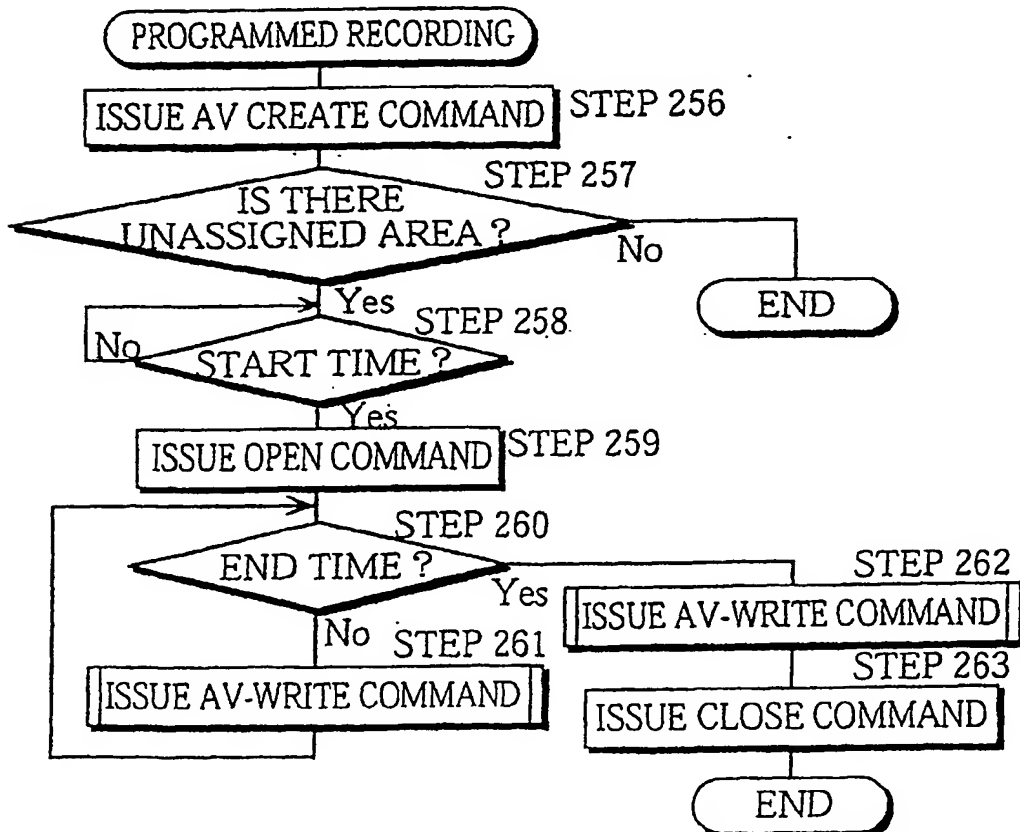 PROGRAMMED RECORDING
ISSUE AV CREATE COMMAND
STEP 256
STEP 257
IS THERE
UNASSIGNED AREA ?
No
END
Yes
STEP 258
No
START TIME ?
Yes
ISSUE OPEN COMMAND
STEP 259
STEP 260
END TIME ?
Yes
No
STEP 261
ISSUE AV-WRITE COMMAND
STEP 262
ISSUE AV-WRITE COMMAND
STEP 263
ISSUE CLOSE COMMAND
END